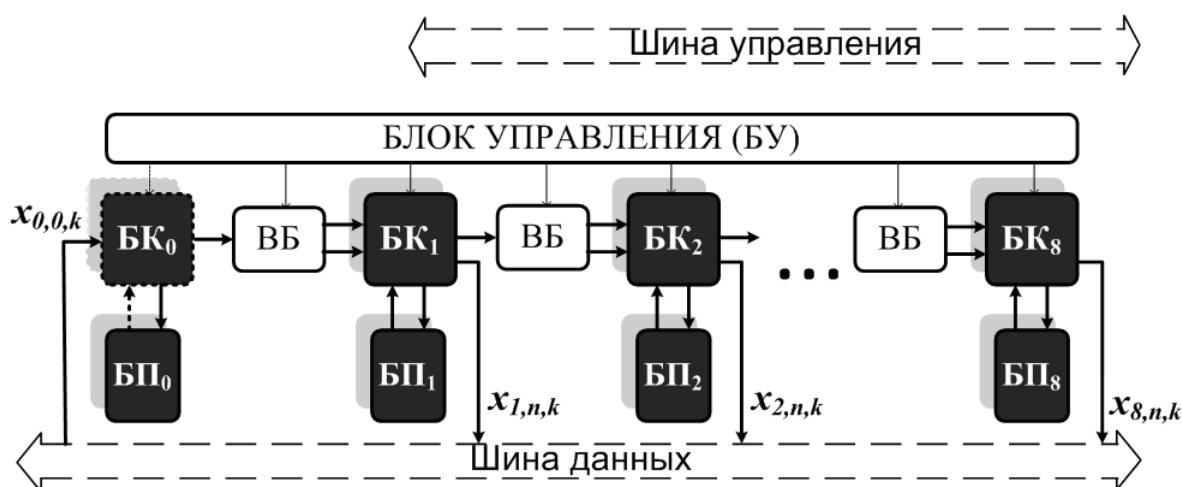 Шина управления
БЛОК УПРАВЛЕНИЯ (БУ)
x0,0,k
БК0
ВБ
БК1
ВБ
БК2
...
ВБ
БК8
БП0
БП1
БП2
БП8
x1,n,k
x2,n,k
x8,n,k
Шина данных